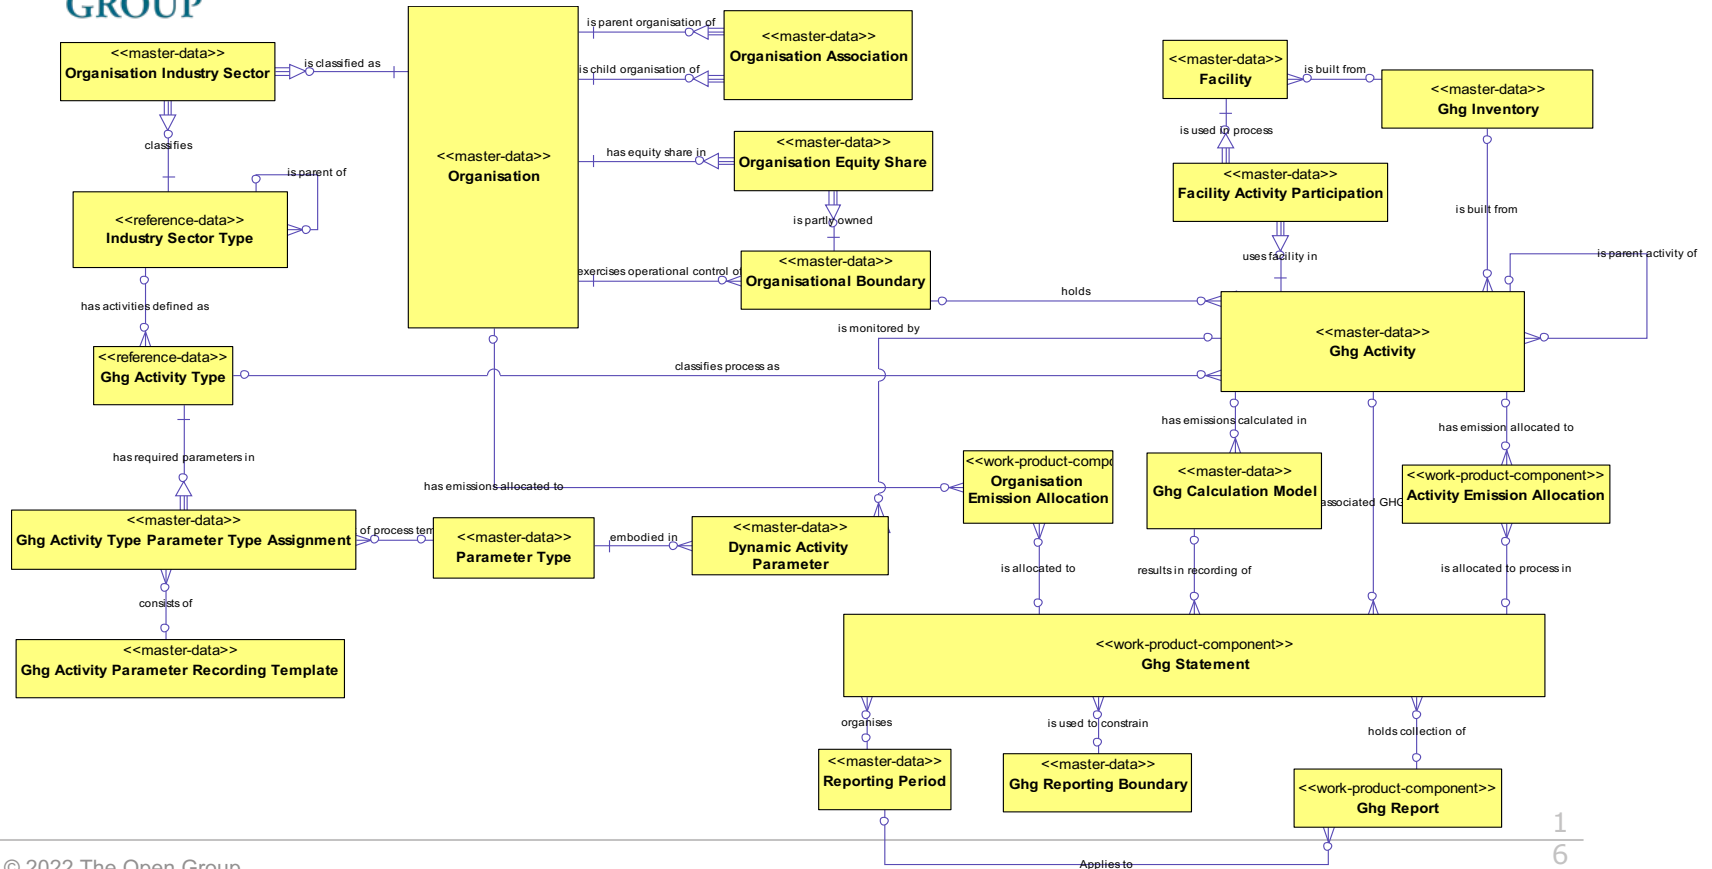 GROUP
<<master-data>>
Organisation Industry Sector
is classified as
<<master-data>>
Organisation
is parent organisation of
is child organisation of
<<master-data>>
Organisation Association
<<master-data>>
Facility
is built from
<<master-data>>
Ghg Inventory
classifies
is parent of
<<reference-data>>
Industry Sector Type
has equity share in
<<master-data>>
Organisation Equity Share
is partly owned
is used in process
<<master-data>>
Facility Activity Participation
is built from
uses facility in
is parent activity of
has activities defined as
exercises operational control of
<<master-data>>
Organisational Boundary
holds
is monitored by
<<master-data>>
Ghg Activity
<<reference-data>>
Ghg Activity Type
classifies process as
has required parameters in
has emissions allocated to
<<work-product-compo
Organisation
Emission Allocation
has emissions calculated in
<<master-data>>
Ghg Calculation Model
associated GHG
has emission allocated to
<<work-product-component>>
Activity Emission Allocation
<<master-data>>
Ghg Activity Type Parameter Type Assignment
of process tem
<<master-data>>
Parameter Type
embodied in
<<master-data>>
Dynamic Activity
Parameter
is allocated to
results in recording of
is allocated to process in
consists of
<<master-data>>
Ghg Activity Parameter Recording Template
<<work-product-component>>
Ghg Statement
organises
is used to constrain
holds collection of
<<master-data>>
Reporting Period
<<master-data>>
Ghg Reporting Boundary
<<work-product-component>>
Ghg Report
Applies to
© 2022 The Open Group
1
6